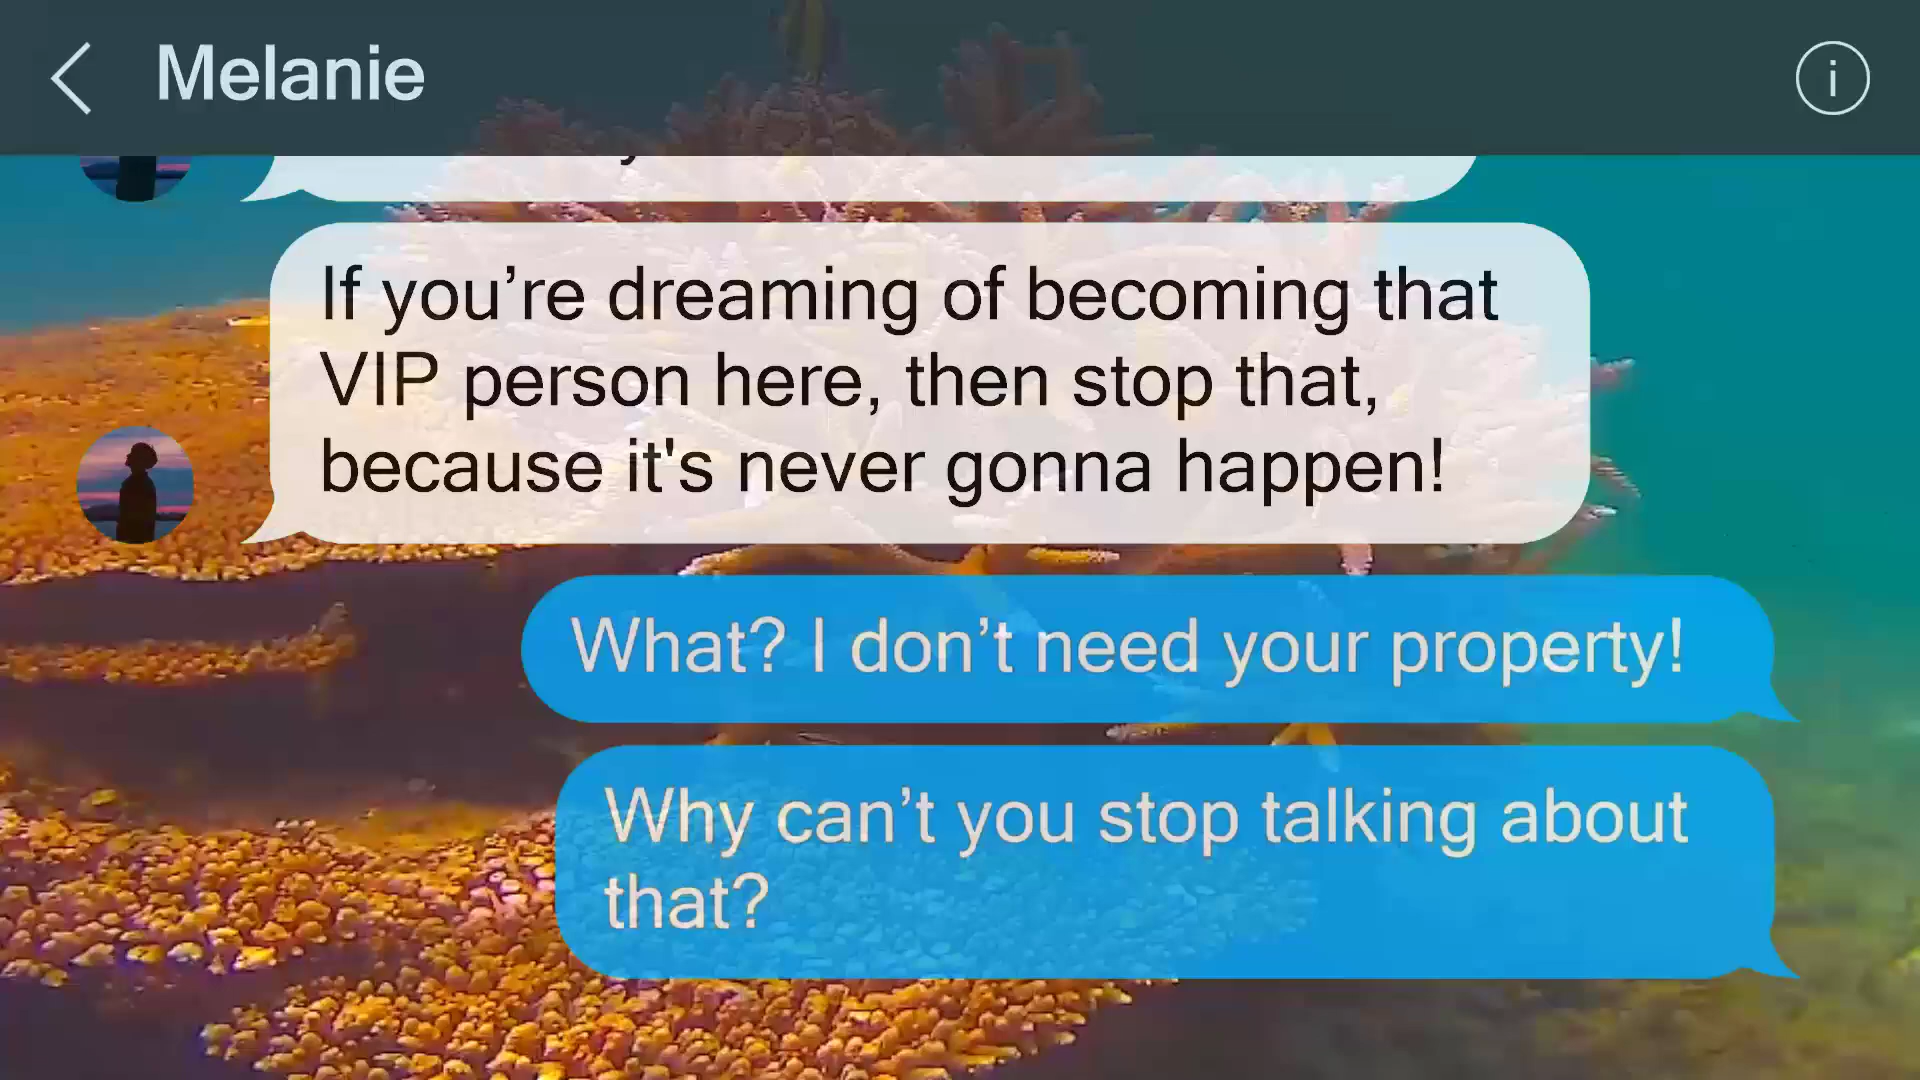 Melanie
i
If you’re dreaming of becoming that
VIP person here, then stop that,
because it's never gonna happen!
What? I don’t need your property!
Why can’t you stop talking about
that?